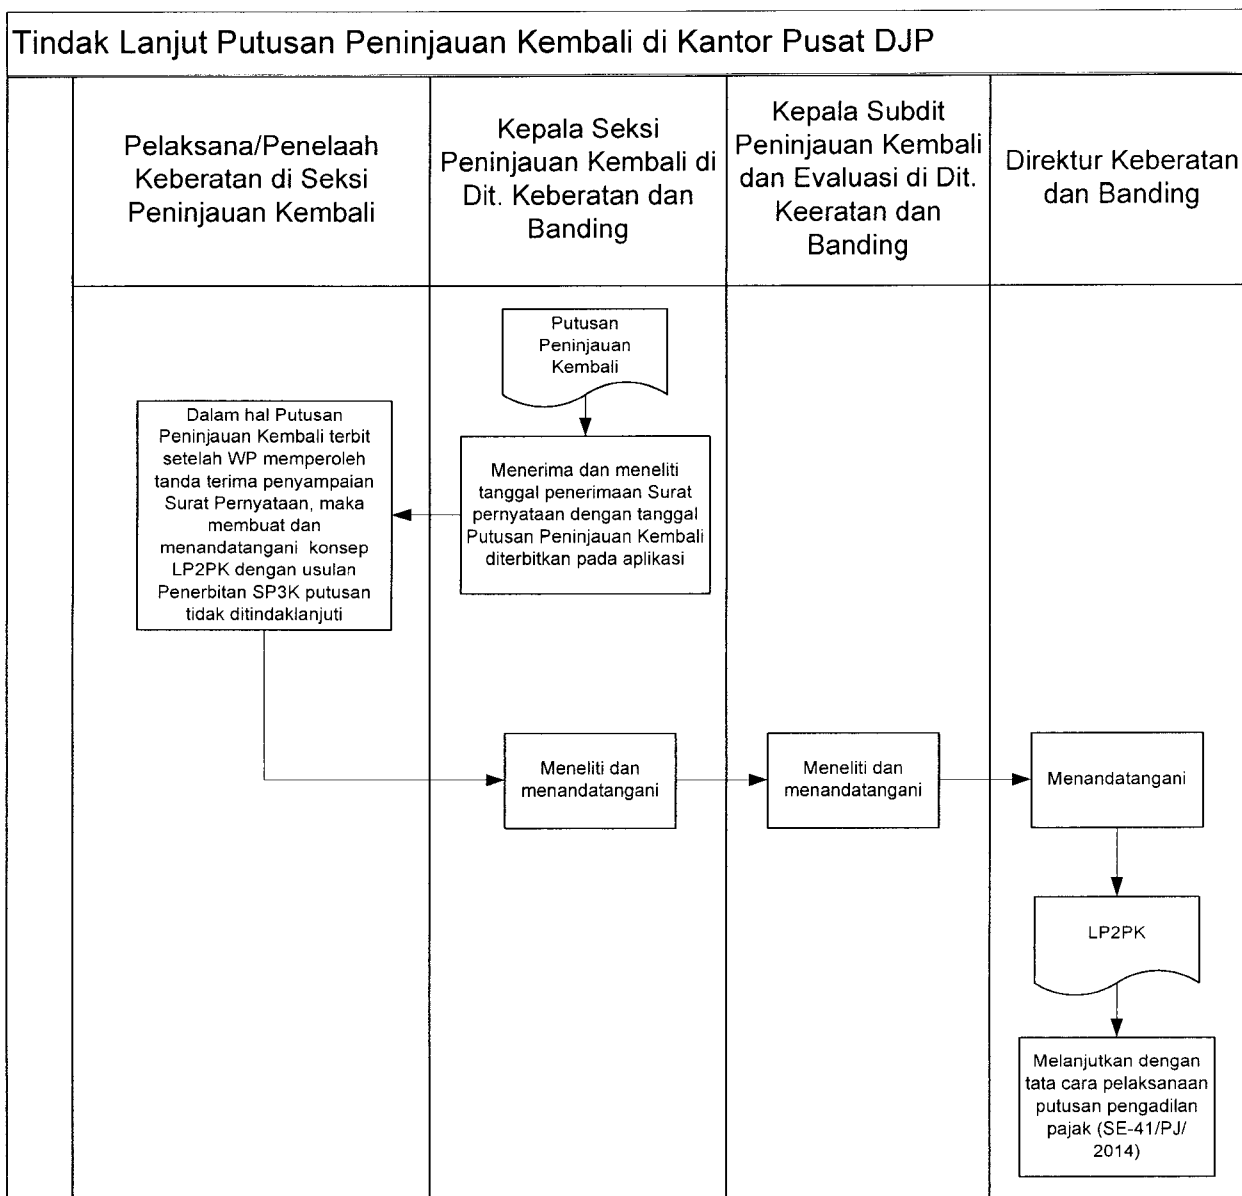 Tindak Lanjut Putusan Peninjauan Kembali di Kantor Pusat DJP
Pelaksana/Penelaah
Keberatan di Seksi
Peninjauan Kembali
Kepala Seksi
Peninjauan Kembali di
Dit. Keberatan dan
Banding
Kepala Subdit
Peninjauan Kembali
dan Evaluasi di Dit.
Keeratan dan
Banding
Direktur Keberatan
dan Banding
Putusan
Peninjauan
Kembali
Menerima dan meneliti
tanggal penerimaan Surat
pernyataan dengan tanggal
Putusan Peninjauan Kembali
diterbitkan pada aplikasi
Dalam hal Putusan
Peninjauan Kembali terbit
setelah WP memperoleh
tanda terima penyampaian
Surat Pernyataan, maka
membuat dan
menandatangani konsep
LP2PK dengan usulan
Penerbitan SP3K putusan
tidak ditindaklanjuti
Meneliti dan
menandatangani
Meneliti dan
menandatangani
Menandatangani
LP2PK
Melanjutkan dengan
tata cara pelaksanaan
putusan pengadilan
pajak (SE-41/PJ/
2014)